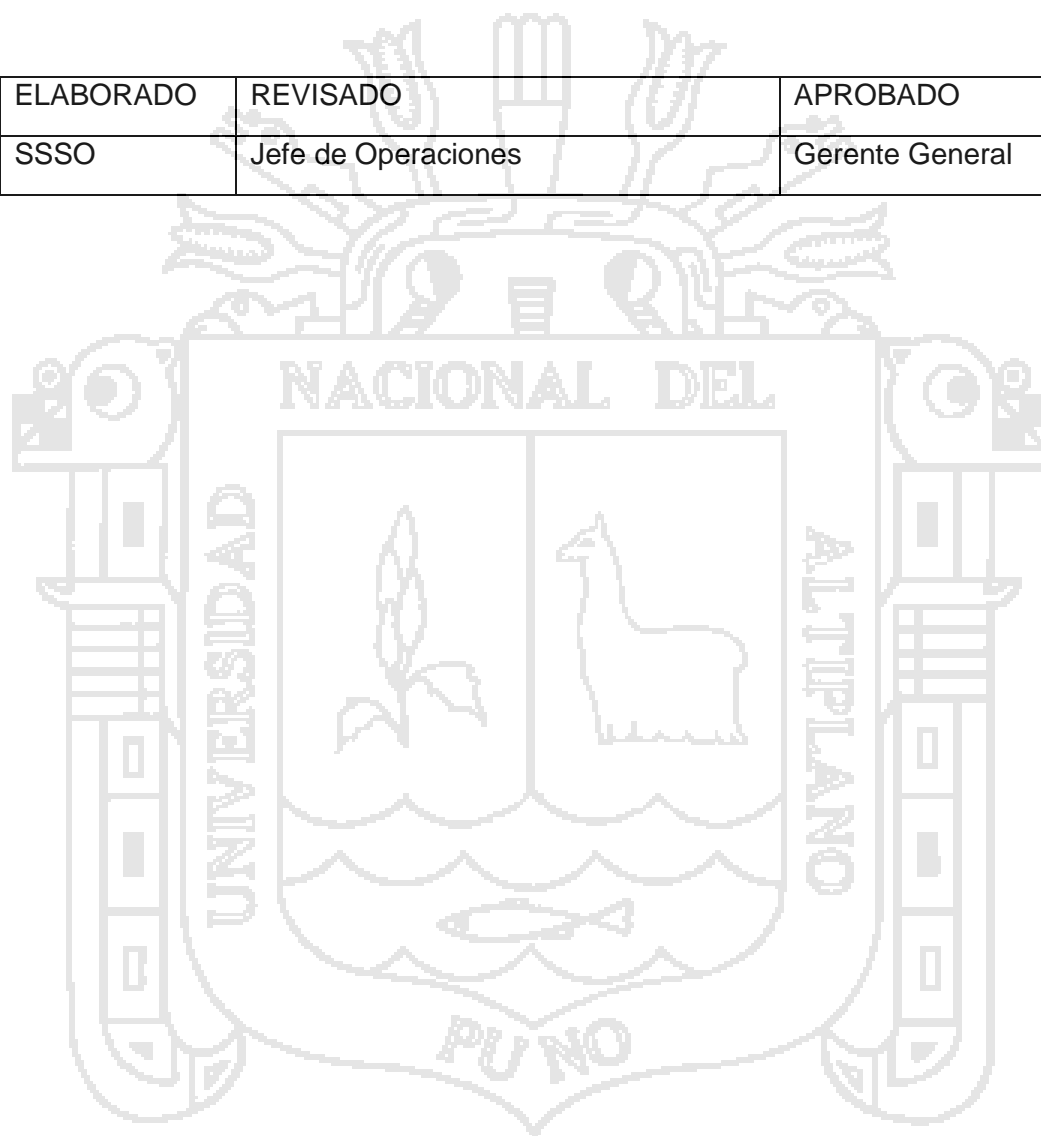 ELABORADO REVISADO APROBADO
SSSO Jefe de Operaciones Gerente General
NACIONAL DEL
UNIVERSIDAD
ALTIPLANO
PUNO